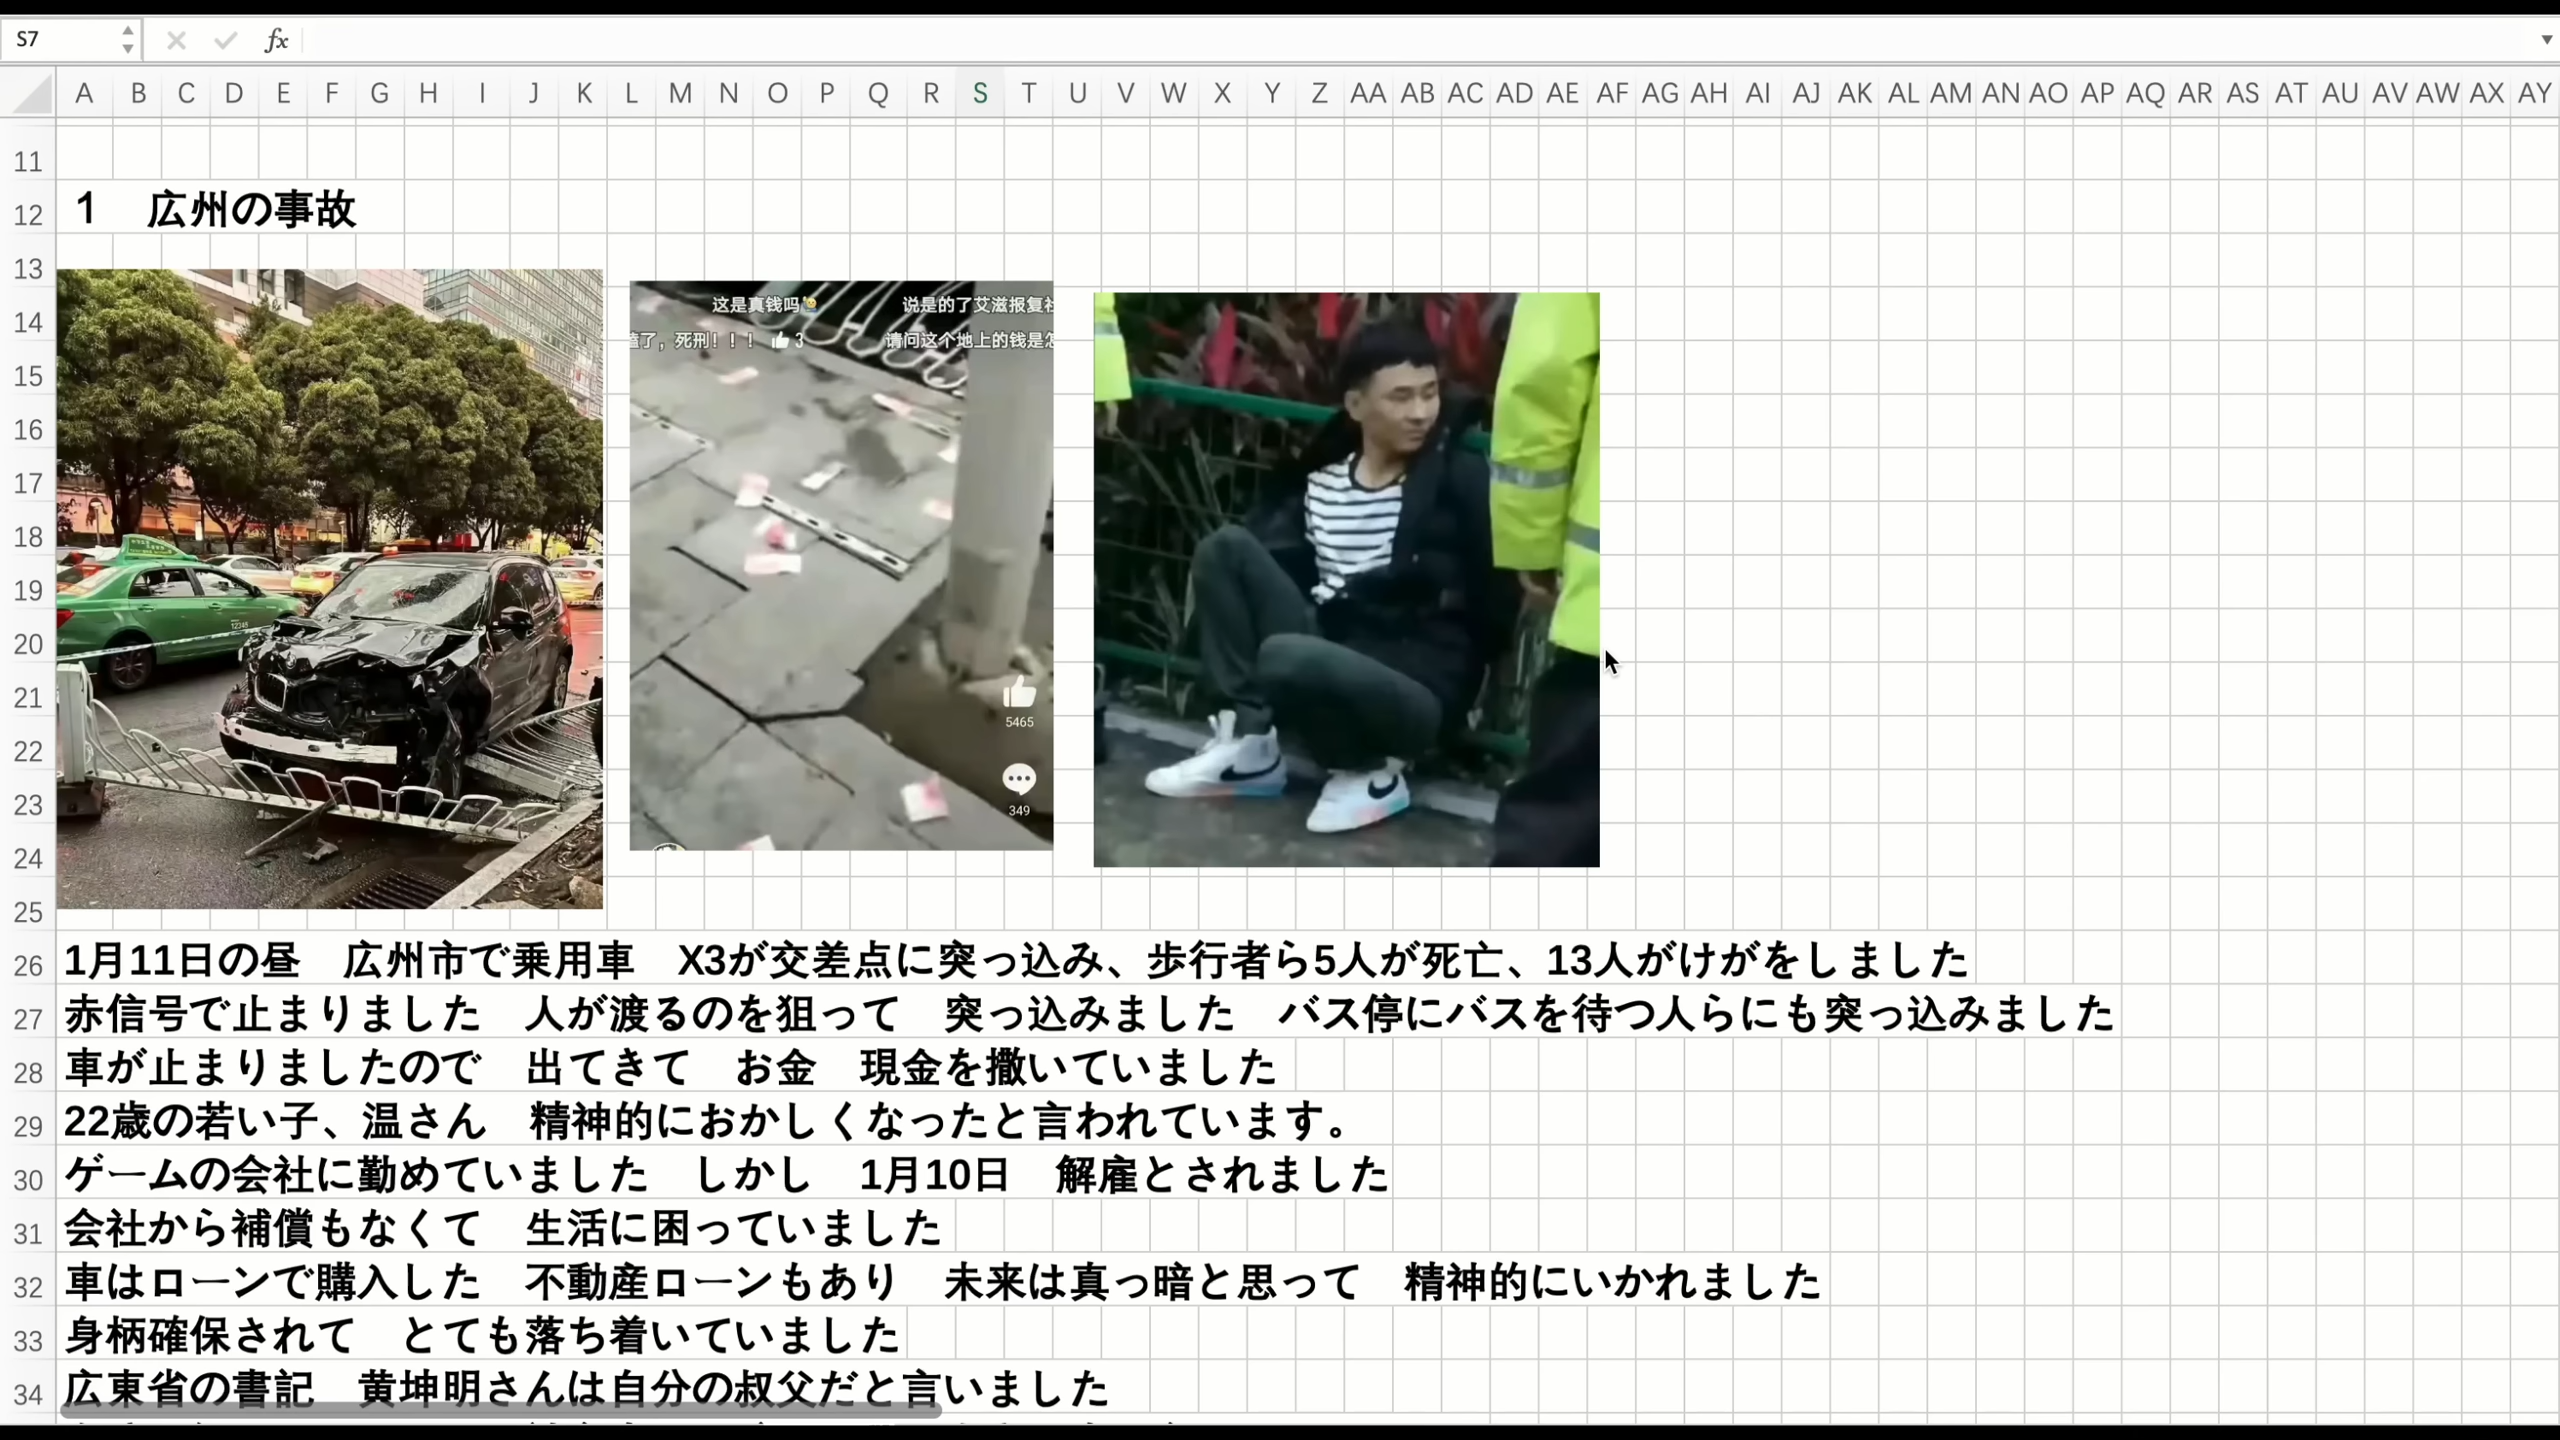 S7
fx
A B C D E F G H I J K L M N O P Q R S T U V W X Y Z AA AB AC AD AE AF AG AH AI AJ AK AL AM AN AO AP AQ AR AS AT AU AV AW AX AY
11
12 1　広州の事故
13
这是真钱吗 说是的了艾滋报复社
14
了，死刑！！！ 3 请问这个地上的钱是怎
15
16
17
18
19
12345
20
21
5465
22
23
349
24
25
26 1月11日の昼　広州市で乗用車　X3が交差点に突っ込み、歩行者ら5人が死亡、13人がけがをしました
27 赤信号で止まりました　人が渡るのを狙って　突っ込みました　バス停にバスを待つ人らにも突っ込みました
28 車が止まりましたので　出てきて　お金　現金を撒いていました
29 22歳の若い子、温さん　精神的におかしくなったと言われています。
30 ゲームの会社に勤めていました　しかし　1月10日　解雇とされました
31 会社から補償もなくて　生活に困っていました
32 車はローンで購入した　不動産ローンもあり　未来は真っ暗と思って　精神的にいかれました
33 身柄確保されて　とても落ち着いていました
34 広東省の書記　黄坤明さんは自分の叔父だと言いました